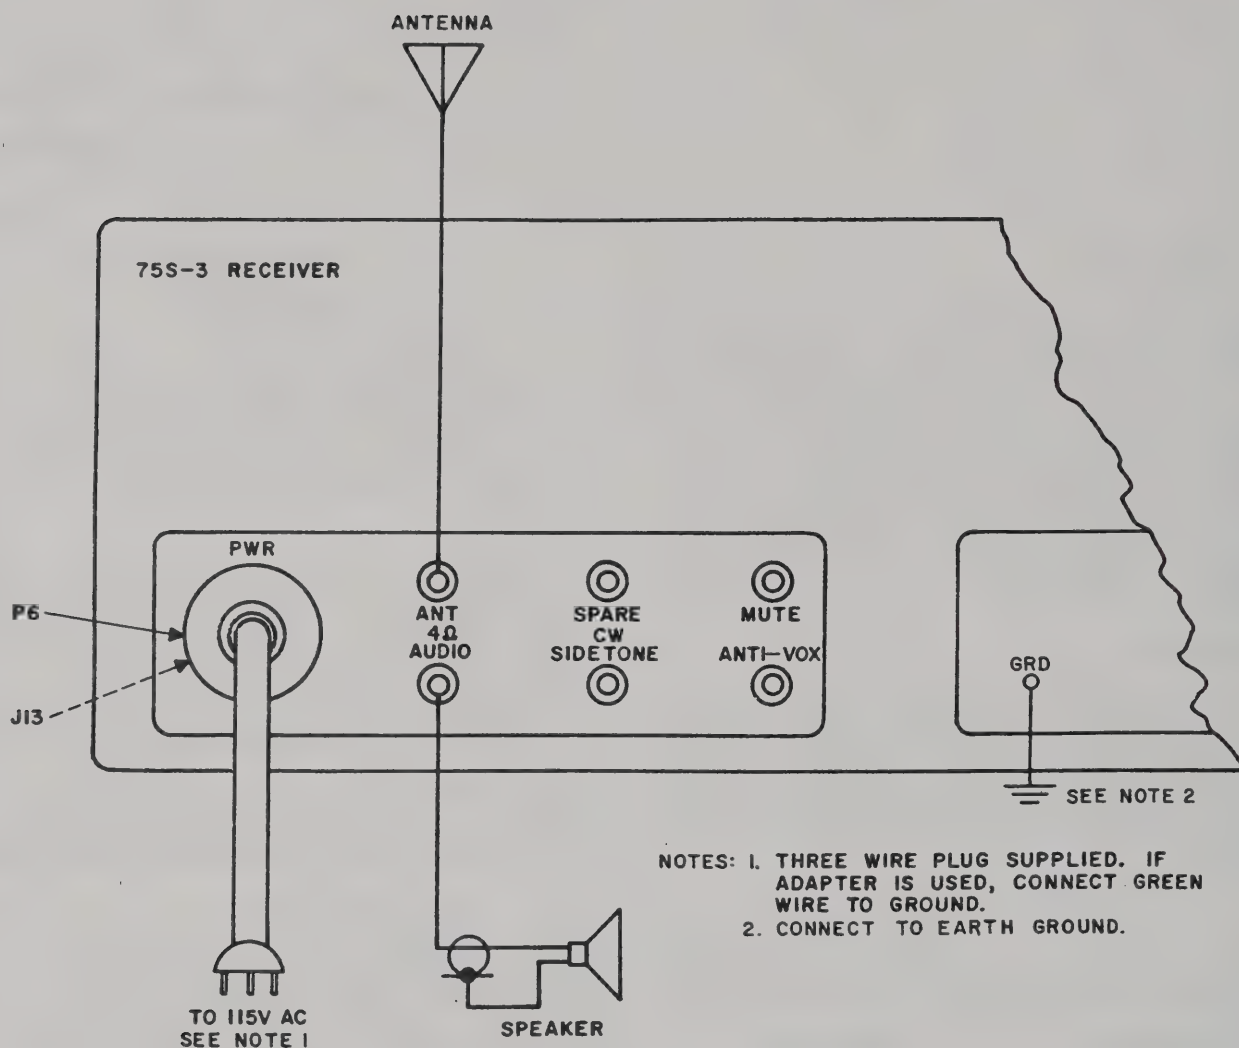 ANTENNA
75S-3 RECEIVER
PWR
P6
J13
ANT
4Ω
AUDIO
SPARE
CW
SIDETONE
MUTE
ANTI-VOX
GRD
SEE NOTE 2
NOTES: 1. THREE WIRE PLUG SUPPLIED. IF
ADAPTER IS USED, CONNECT GREEN
WIRE TO GROUND.
2. CONNECT TO EARTH GROUND.
TO 115V AC
SEE NOTE 1
SPEAKER